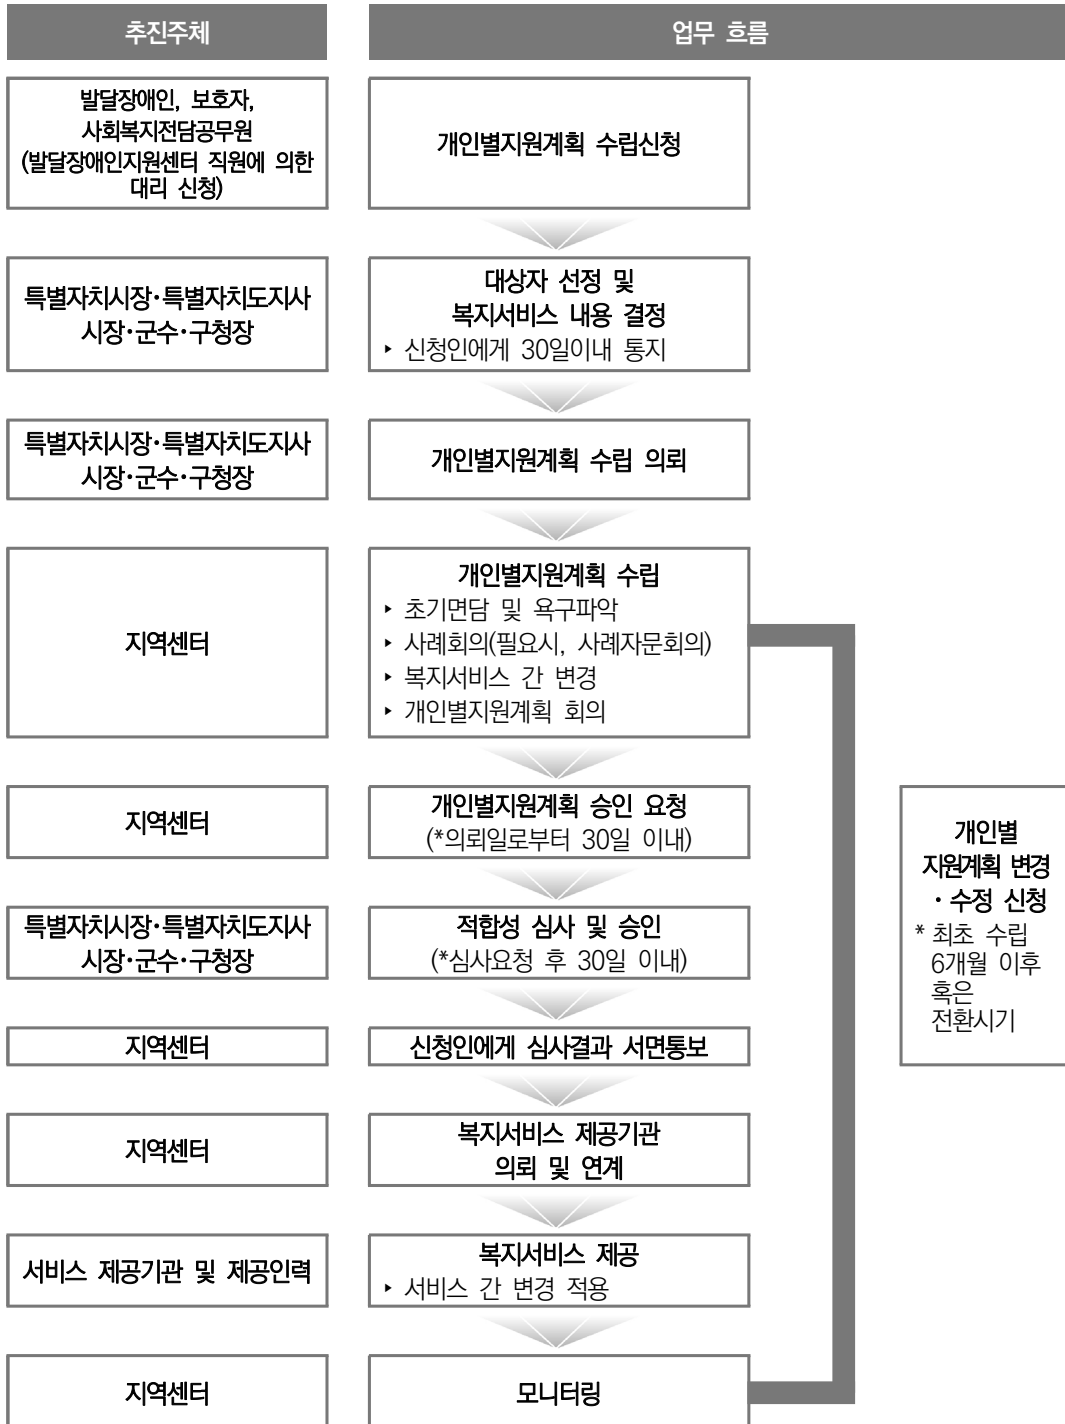 추진주체
업무 흐름
발달장애인, 보호자,
사회복지전담공무원
(발달장애인지원센터 직원에 의한
대리 신청)
개인별지원계획 수립신청
특별자치시장·특별자치도지사
시장·군수·구청장
대상자 선정 및
복지서비스 내용 결정
▸ 신청인에게 30일이내 통지
특별자치시장·특별자치도지사
시장·군수·구청장
개인별지원계획 수립 의뢰
지역센터
개인별지원계획 수립
▸ 초기면담 및 욕구파악
▸ 사례회의(필요시, 사례자문회의)
▸ 복지서비스 간 변경
▸ 개인별지원계획 회의
지역센터
개인별지원계획 승인 요청
(*의뢰일로부터 30일 이내)
특별자치시장·특별자치도지사
시장·군수·구청장
적합성 심사 및 승인
(*심사요청 후 30일 이내)
지역센터
신청인에게 심사결과 서면통보
지역센터
복지서비스 제공기관
의뢰 및 연계
서비스 제공기관 및 제공인력
복지서비스 제공
▸ 서비스 간 변경 적용
지역센터
모니터링
개인별
지원계획 변경
·수정 신청
* 최초 수립
6개월 이후
혹은
전환시기